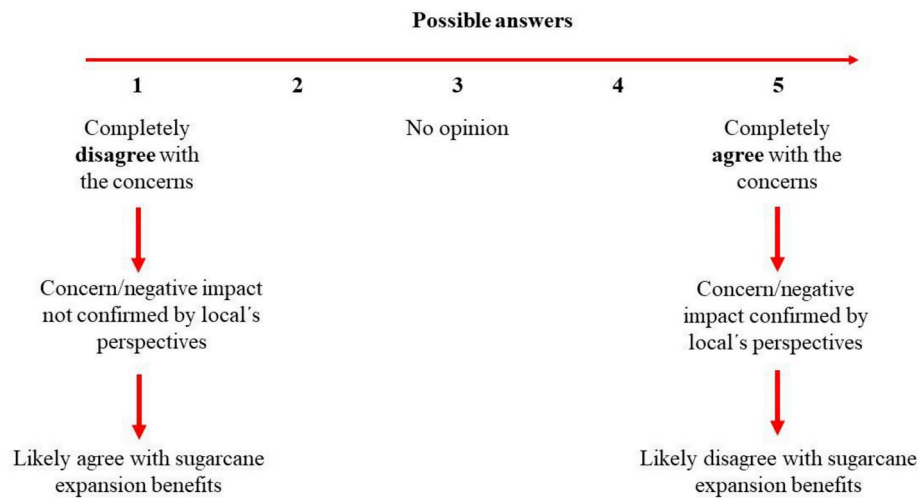 Possible answers
1 2 3 4 5
Completely
disagree with
the concerns
No opinion
Completely
agree with the
concerns
Concern/negative impact
not confirmed by local´s
perspectives
Concern/negative
impact confirmed by
local´s perspectives
Likely agree with sugarcane
expansion benefits
Likely disagree with sugarcane
expansion benefits